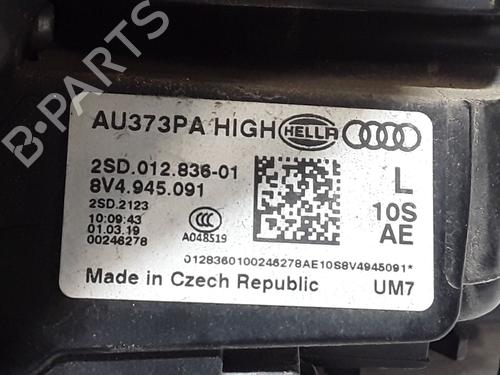 AU373PA HIGH HELLA
2SD.012.836-01
8V4.945.091
2SD.2123
10:09:43
01.03.19
00246278
CCC
A048519
L
10S
AE
0128360100246278AE10S8V4945091*
Made in Czech Republic
UM7